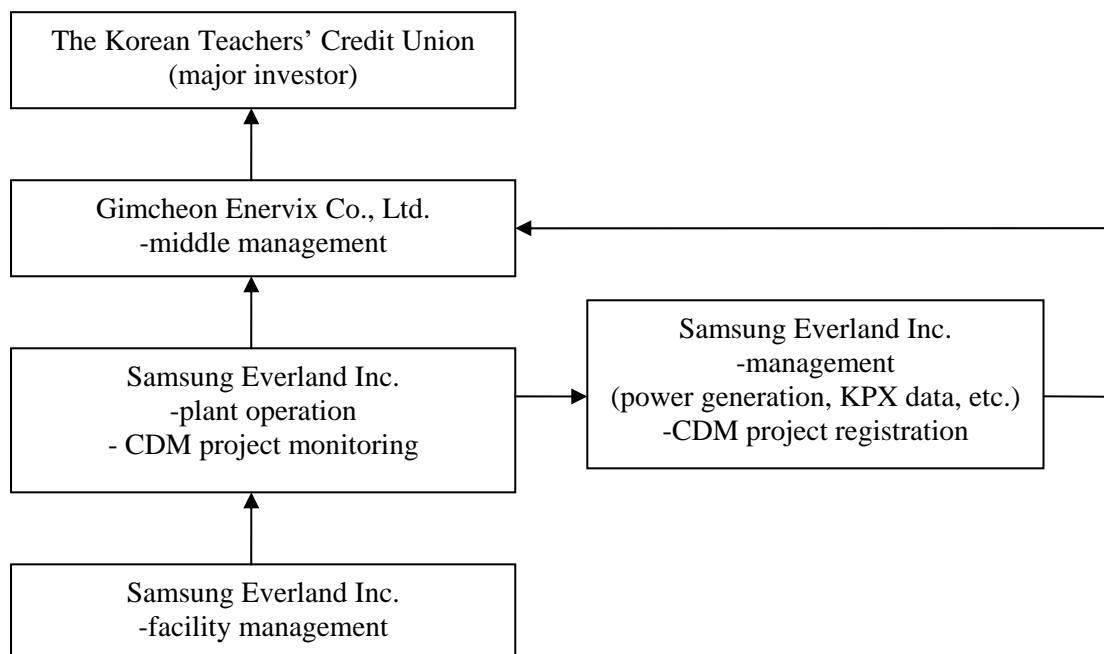 The Korean Teachers’ Credit Union
(major investor)
Gimcheon Enervix Co., Ltd.
-middle management
Samsung Everland Inc.
-plant operation
- CDM project monitoring
Samsung Everland Inc.
-management
(power generation, KPX data, etc.)
-CDM project registration
Samsung Everland Inc.
-facility management